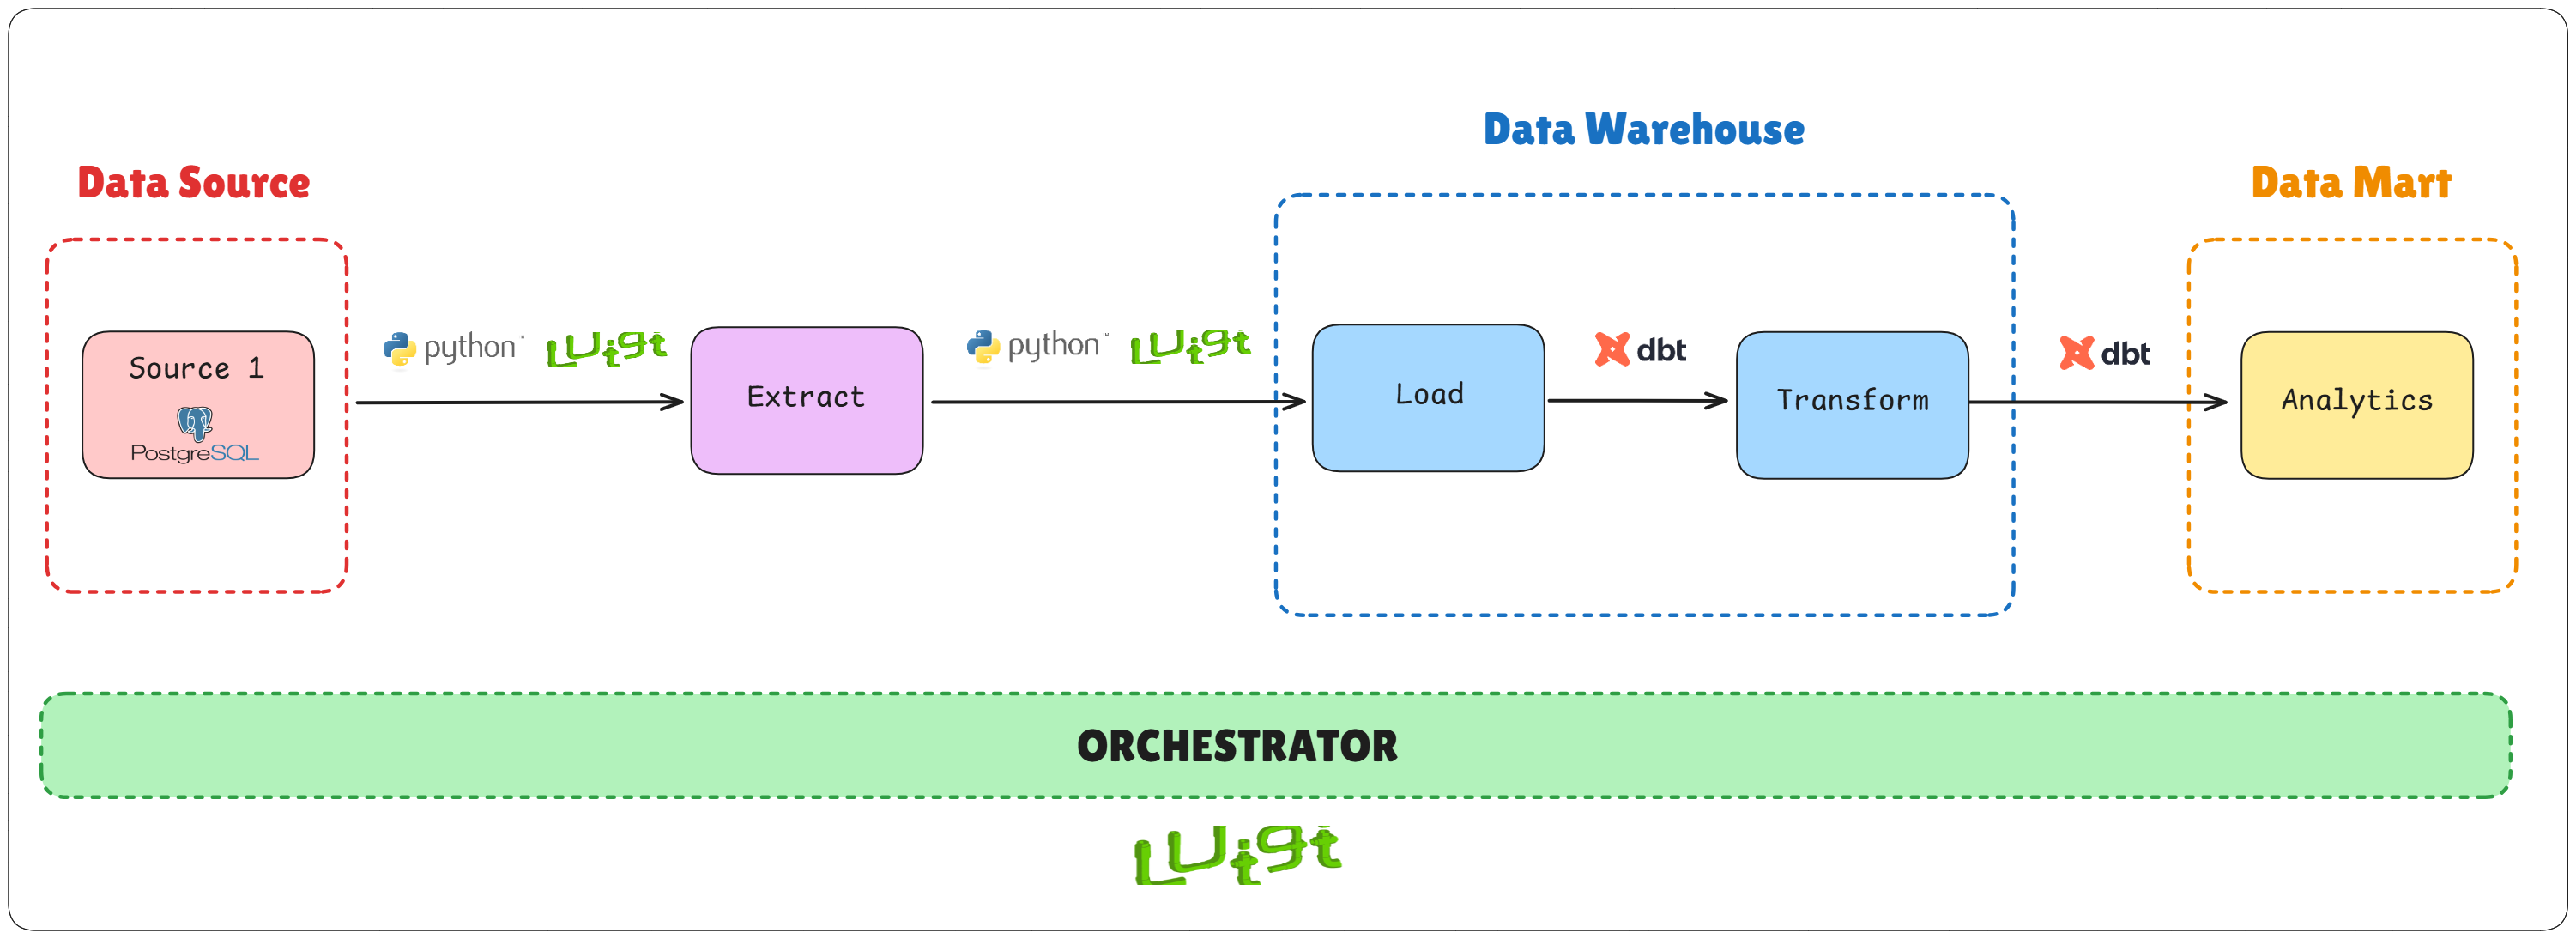 Data Warehouse
Data Source
Data Mart
python
Luigi
python
Luigi
dbt
dbt
Source 1
PostgreSQL
Extract
Load
Transform
Analytics
ORCHESTRATOR
Luigi